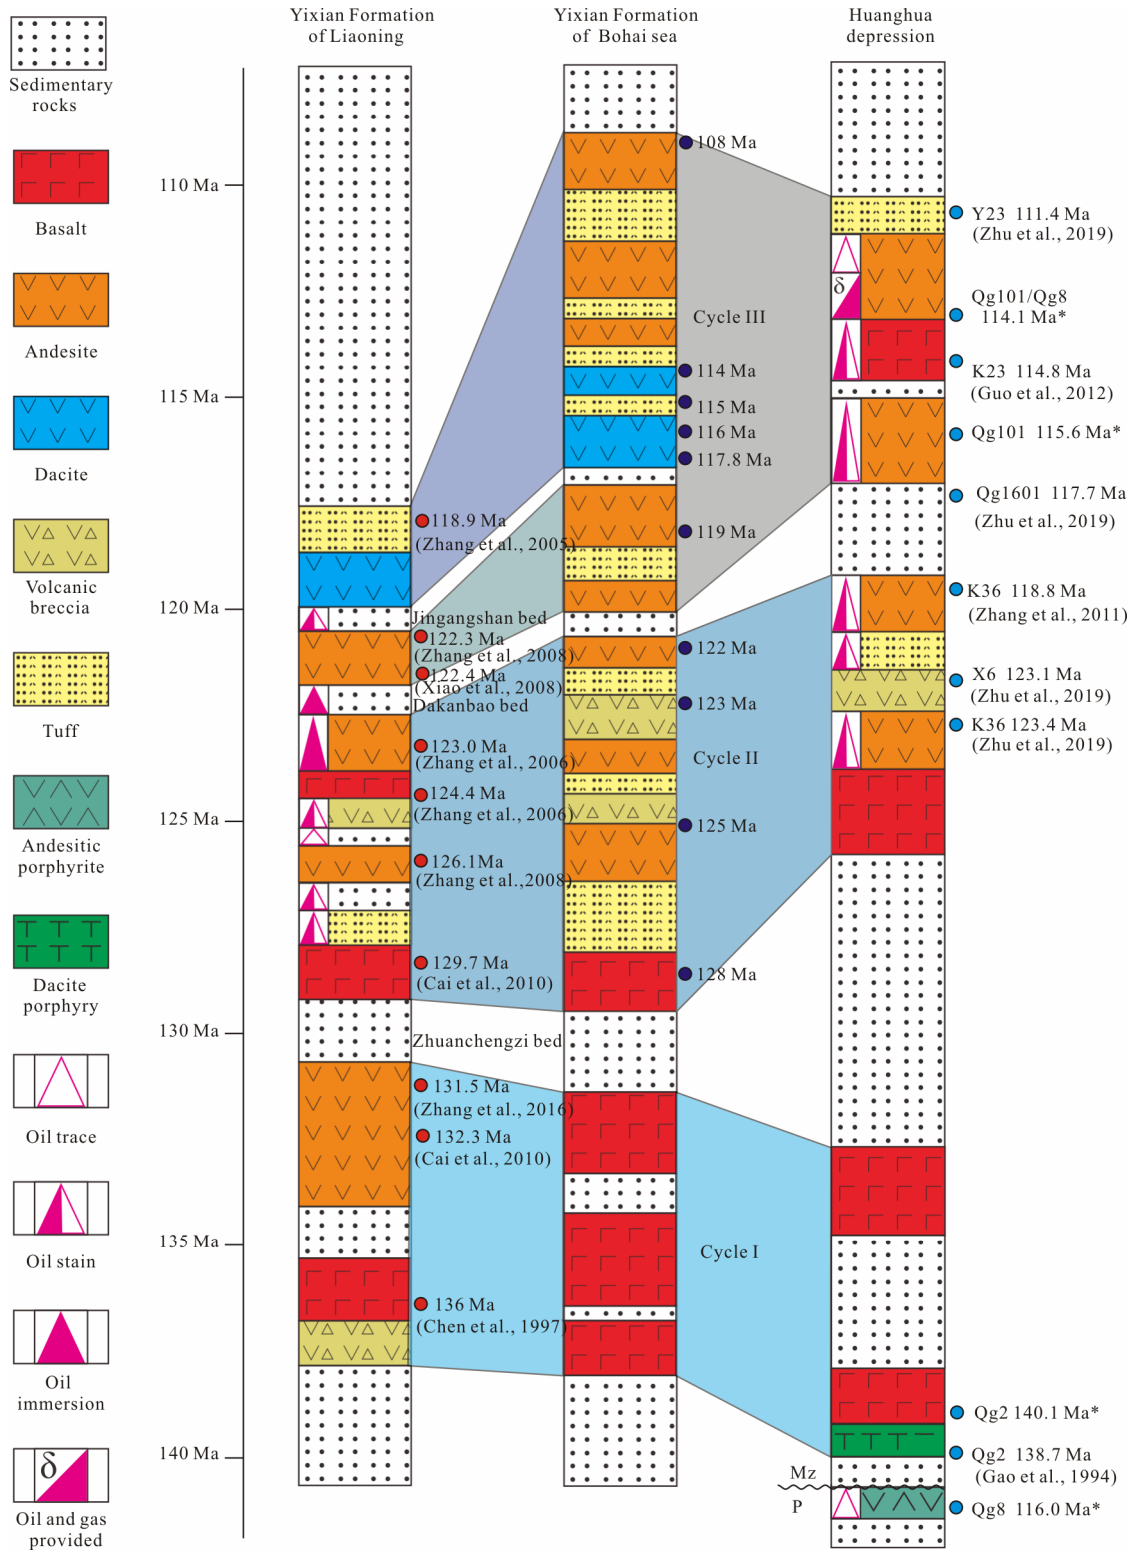 Yixian Formation
of Liaoning
Yixian Formation
of Bohai sea
Huanghua
depression
Sedimentary
rocks
Basalt
Andesite
Dacite
Volcanic
breccia
Tuff
Andesitic
porphyrite
Dacite
porphyry
Oil trace
Oil stain
Oil
immersion
δ
Oil and gas
provided
110 Ma
115 Ma
120 Ma
125 Ma
130 Ma
135 Ma
140 Ma
118.9 Ma
(Zhang et al., 2005)
Jingangshan bed
122.3 Ma
(Zhang et al., 2008)
122.4 Ma
(Xiao et al., 2008)
Dakanbao bed
123.0 Ma
(Zhang et al., 2006)
124.4 Ma
(Zhang et al., 2006)
126.1Ma
(Zhang et al.,2008)
129.7 Ma
(Cai et al., 2010)
Zhuanchengzi bed
131.5 Ma
(Zhang et al., 2016)
132.3 Ma
(Cai et al., 2010)
136 Ma
(Chen et al., 1997)
108 Ma
Cycle III
114 Ma
115 Ma
116 Ma
117.8 Ma
119 Ma
122 Ma
123 Ma
Cycle II
125 Ma
128 Ma
Cycle I
Y23 111.4 Ma
(Zhu et al., 2019)
δ
Qg101/Qg8
114.1 Ma*
K23 114.8 Ma
(Guo et al., 2012)
Qg101 115.6 Ma*
Qg1601 117.7 Ma
(Zhu et al., 2019)
K36 118.8 Ma
(Zhang et al., 2011)
X6 123.1 Ma
(Zhu et al., 2019)
K36 123.4 Ma
(Zhu et al., 2019)
Qg2 140.1 Ma*
Qg2 138.7 Ma
(Gao et al., 1994)
Mz
P
Qg8 116.0 Ma*